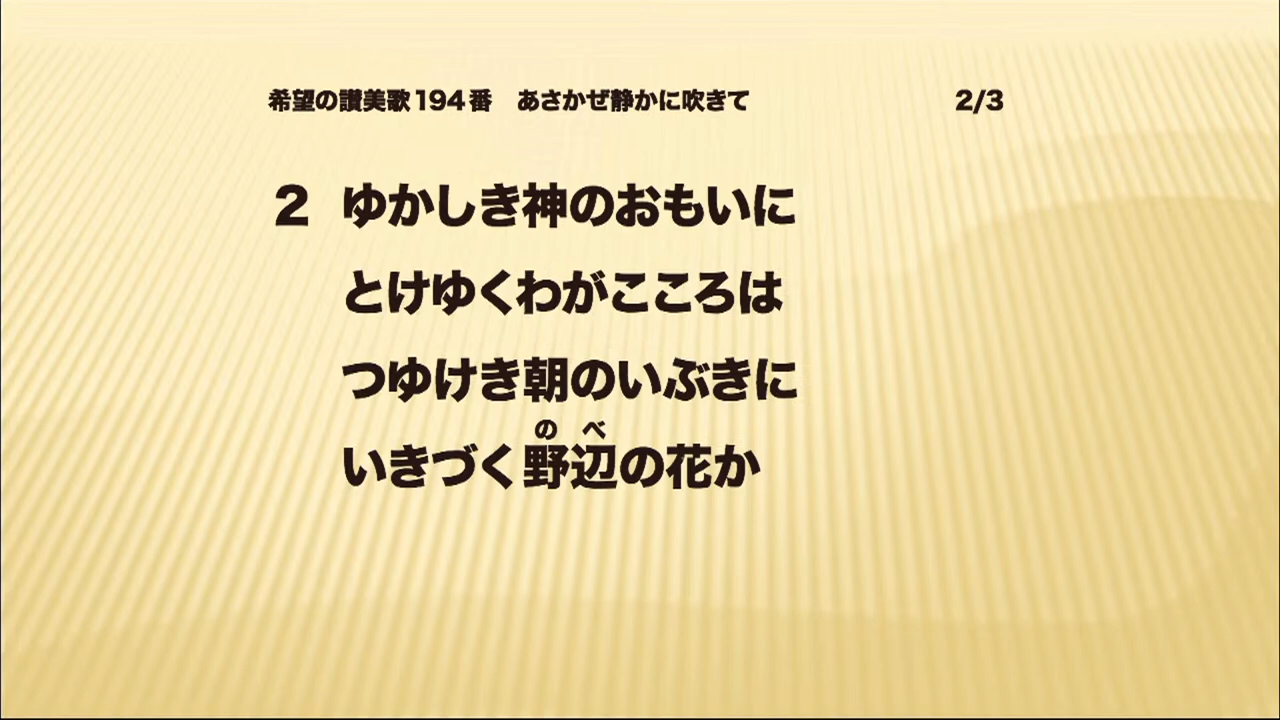 希望の讃美歌194番 あさかぜ静かに吹きて 2/3
2 ゆかしき神のおもいに
とけゆくわがこころは
つゆけき朝のいぶきに
のべ
いきづく野辺の花か